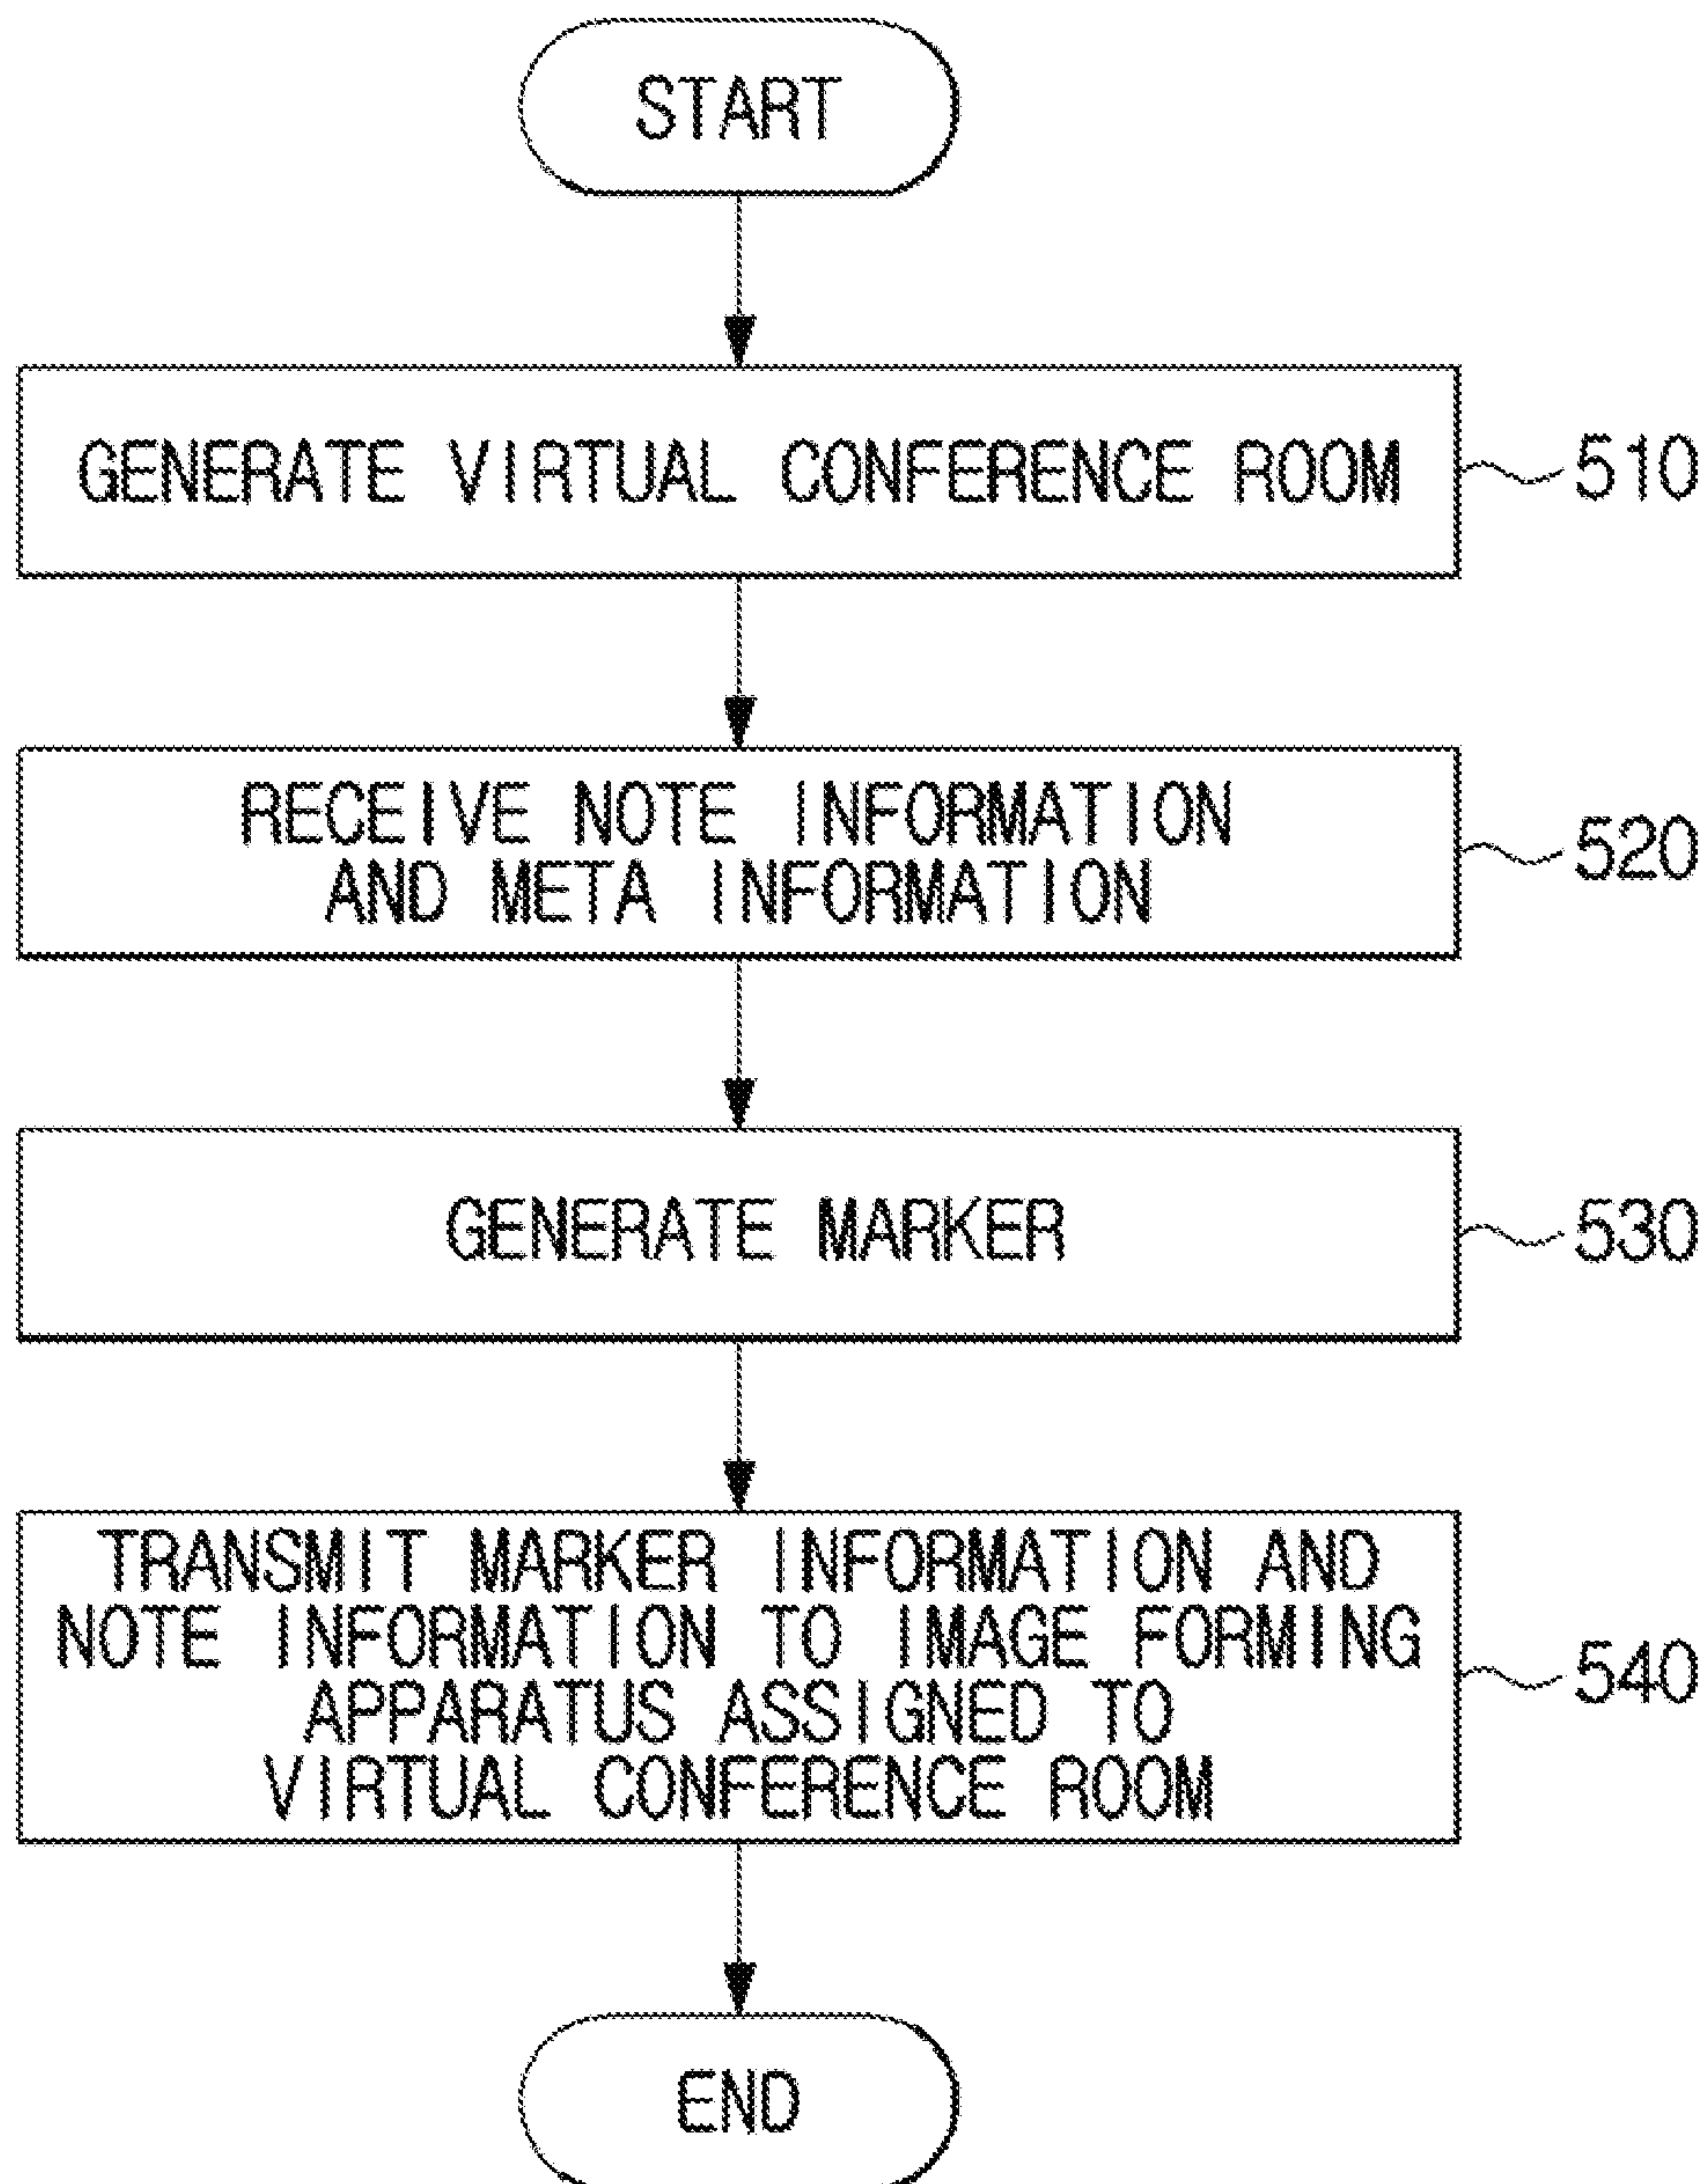 START
GENERATE VIRTUAL CONFERENCE ROOM
510
RECEIVE NOTE INFORMATION
AND META INFORMATION
520
GENERATE MARKER
530
TRANSMIT MARKER INFORMATION AND
NOTE INFORMATION TO IMAGE FORMING
APPARATUS ASSIGNED TO
VIRTUAL CONFERENCE ROOM
540
END